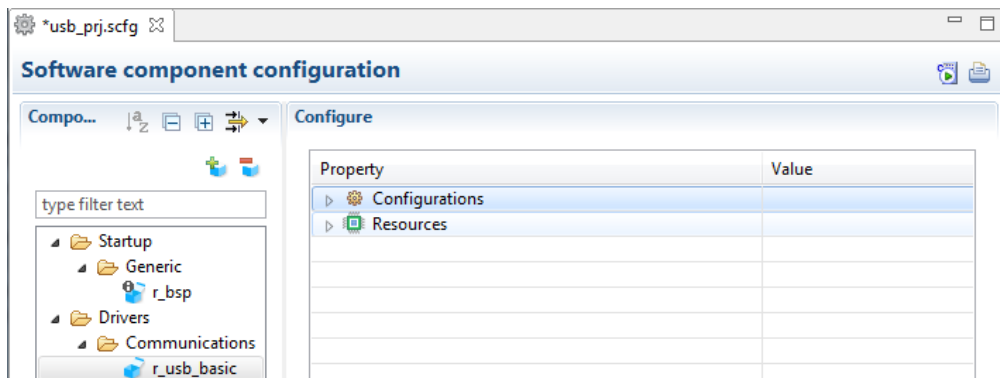 *usb_prj.scfg
Software component configuration
Compo...
type filter text
Startup
Generic
r_bsp
Drivers
Communications
r_usb_basic
Configure
Property Value
Configurations
Resources